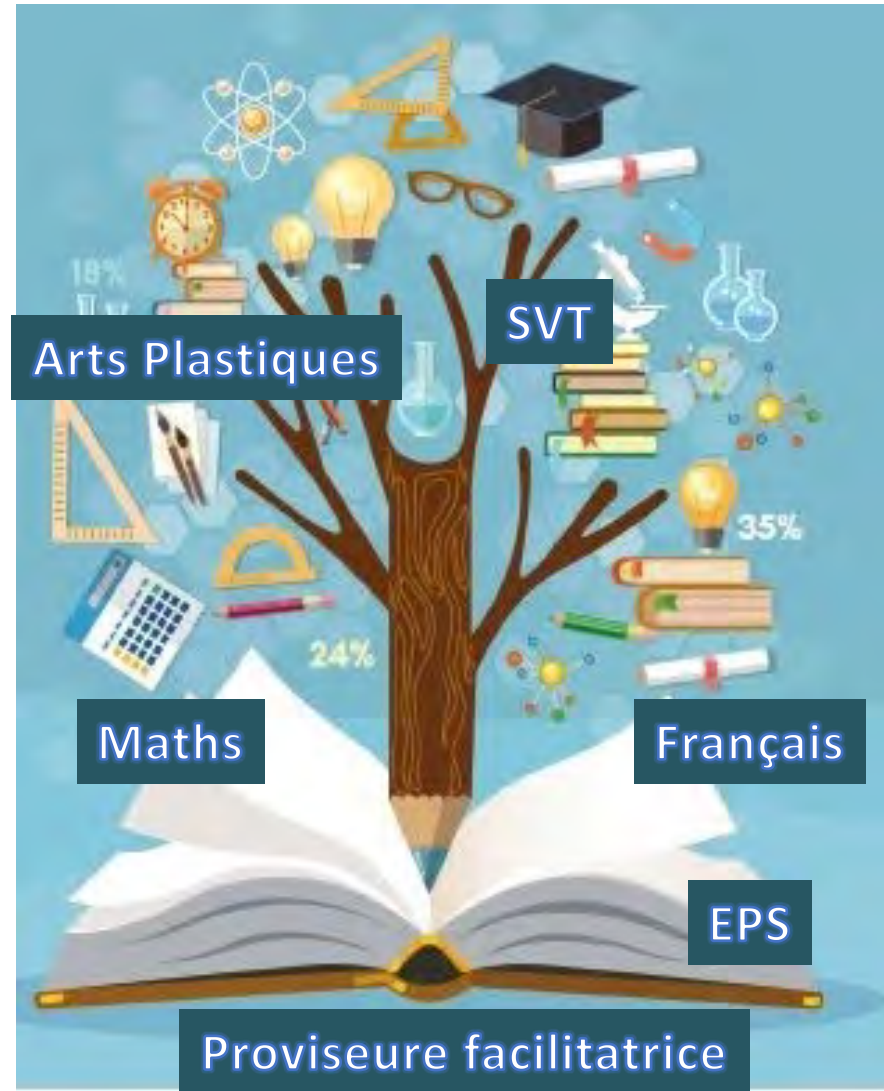 18%
SVT
Arts Plastiques
35%
24%
Maths
Français
EPS
Proviseure facilitatrice